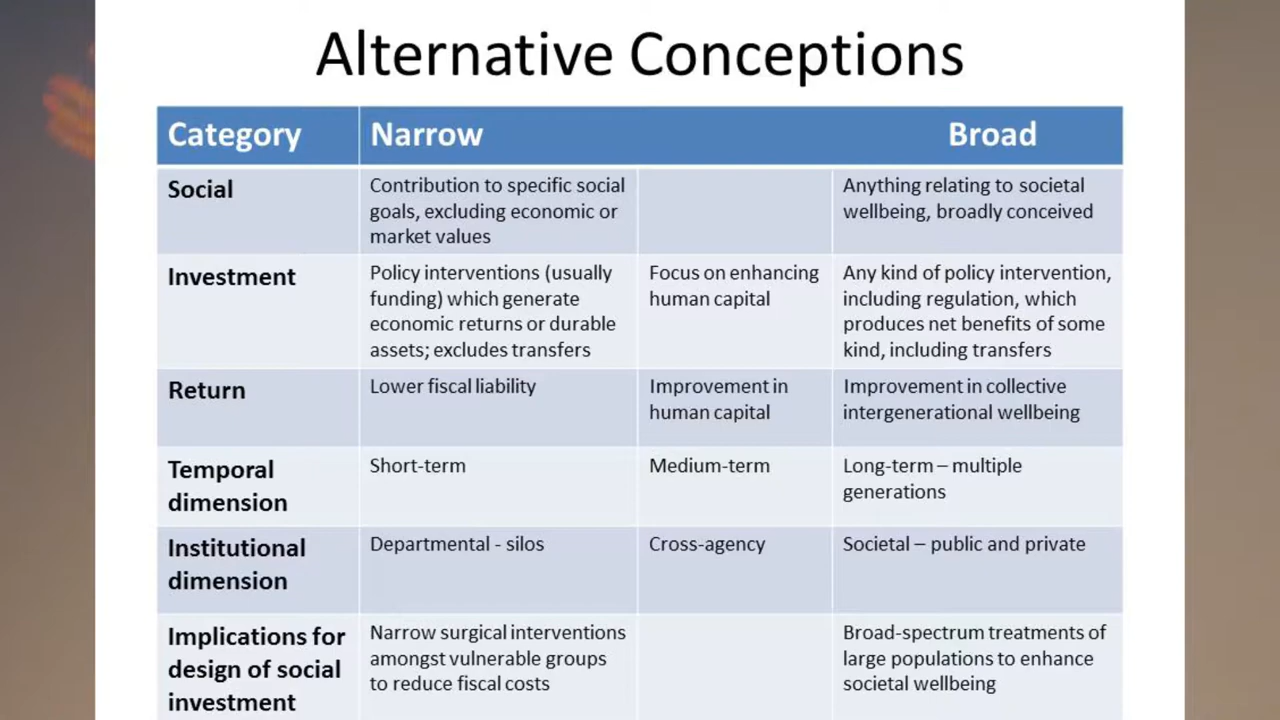 Alternative Conceptions
Category
Narrow
Broad
Social
Contribution to specific social
goals, excluding economic or
market values
Anything relating to societal
wellbeing, broadly conceived
Investment
Policy interventions (usually
funding) which generate
economic returns or durable
assets; excludes transfers
Focus on enhancing
human capital
Any kind of policy intervention,
including regulation, which
produces net benefits of some
kind, including transfers
Return
Lower fiscal liability
Improvement in
human capital
Improvement in collective
intergenerational wellbeing
Temporal
dimension
Short-term
Medium-term
Long-term – multiple
generations
Institutional
dimension
Departmental - silos
Cross-agency
Societal – public and private
Implications for
design of social
investment
Narrow surgical interventions
amongst vulnerable groups
to reduce fiscal costs
Broad-spectrum treatments of
large populations to enhance
societal wellbeing